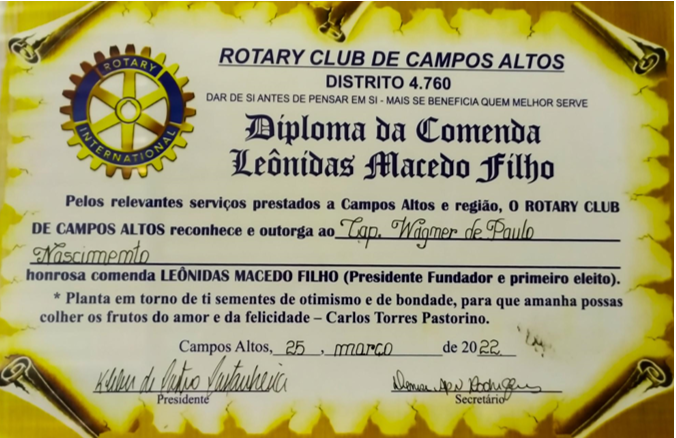 ROTARY
INTERNATIONAL
ROTARY CLUB DE CAMPOS ALTOS
DISTRITO 4.760
DAR DE SI ANTES DE PENSAR EM SI - MAIS SE BENEFICIA QUEM MELHOR SERVE
Diploma da Comenda
Leônidas Macedo Filho
Pelos relevantes serviços prestados a Campos Altos e região, O ROTARY CLUB
DE CAMPOS ALTOS reconhece e outorga ao Cap. Wagner de Paulo
Nascimento
honrosa comenda LEÔNIDAS MACEDO FILHO (Presidente Fundador e primeiro eleito).
* Planta em torno de ti sementes de otimismo e de bondade, para que amanha possas
colher os frutos do amor e da felicidade – Carlos Torres Pastorino.
Campos Altos, 25 , março de 2022
Presidente Secretário